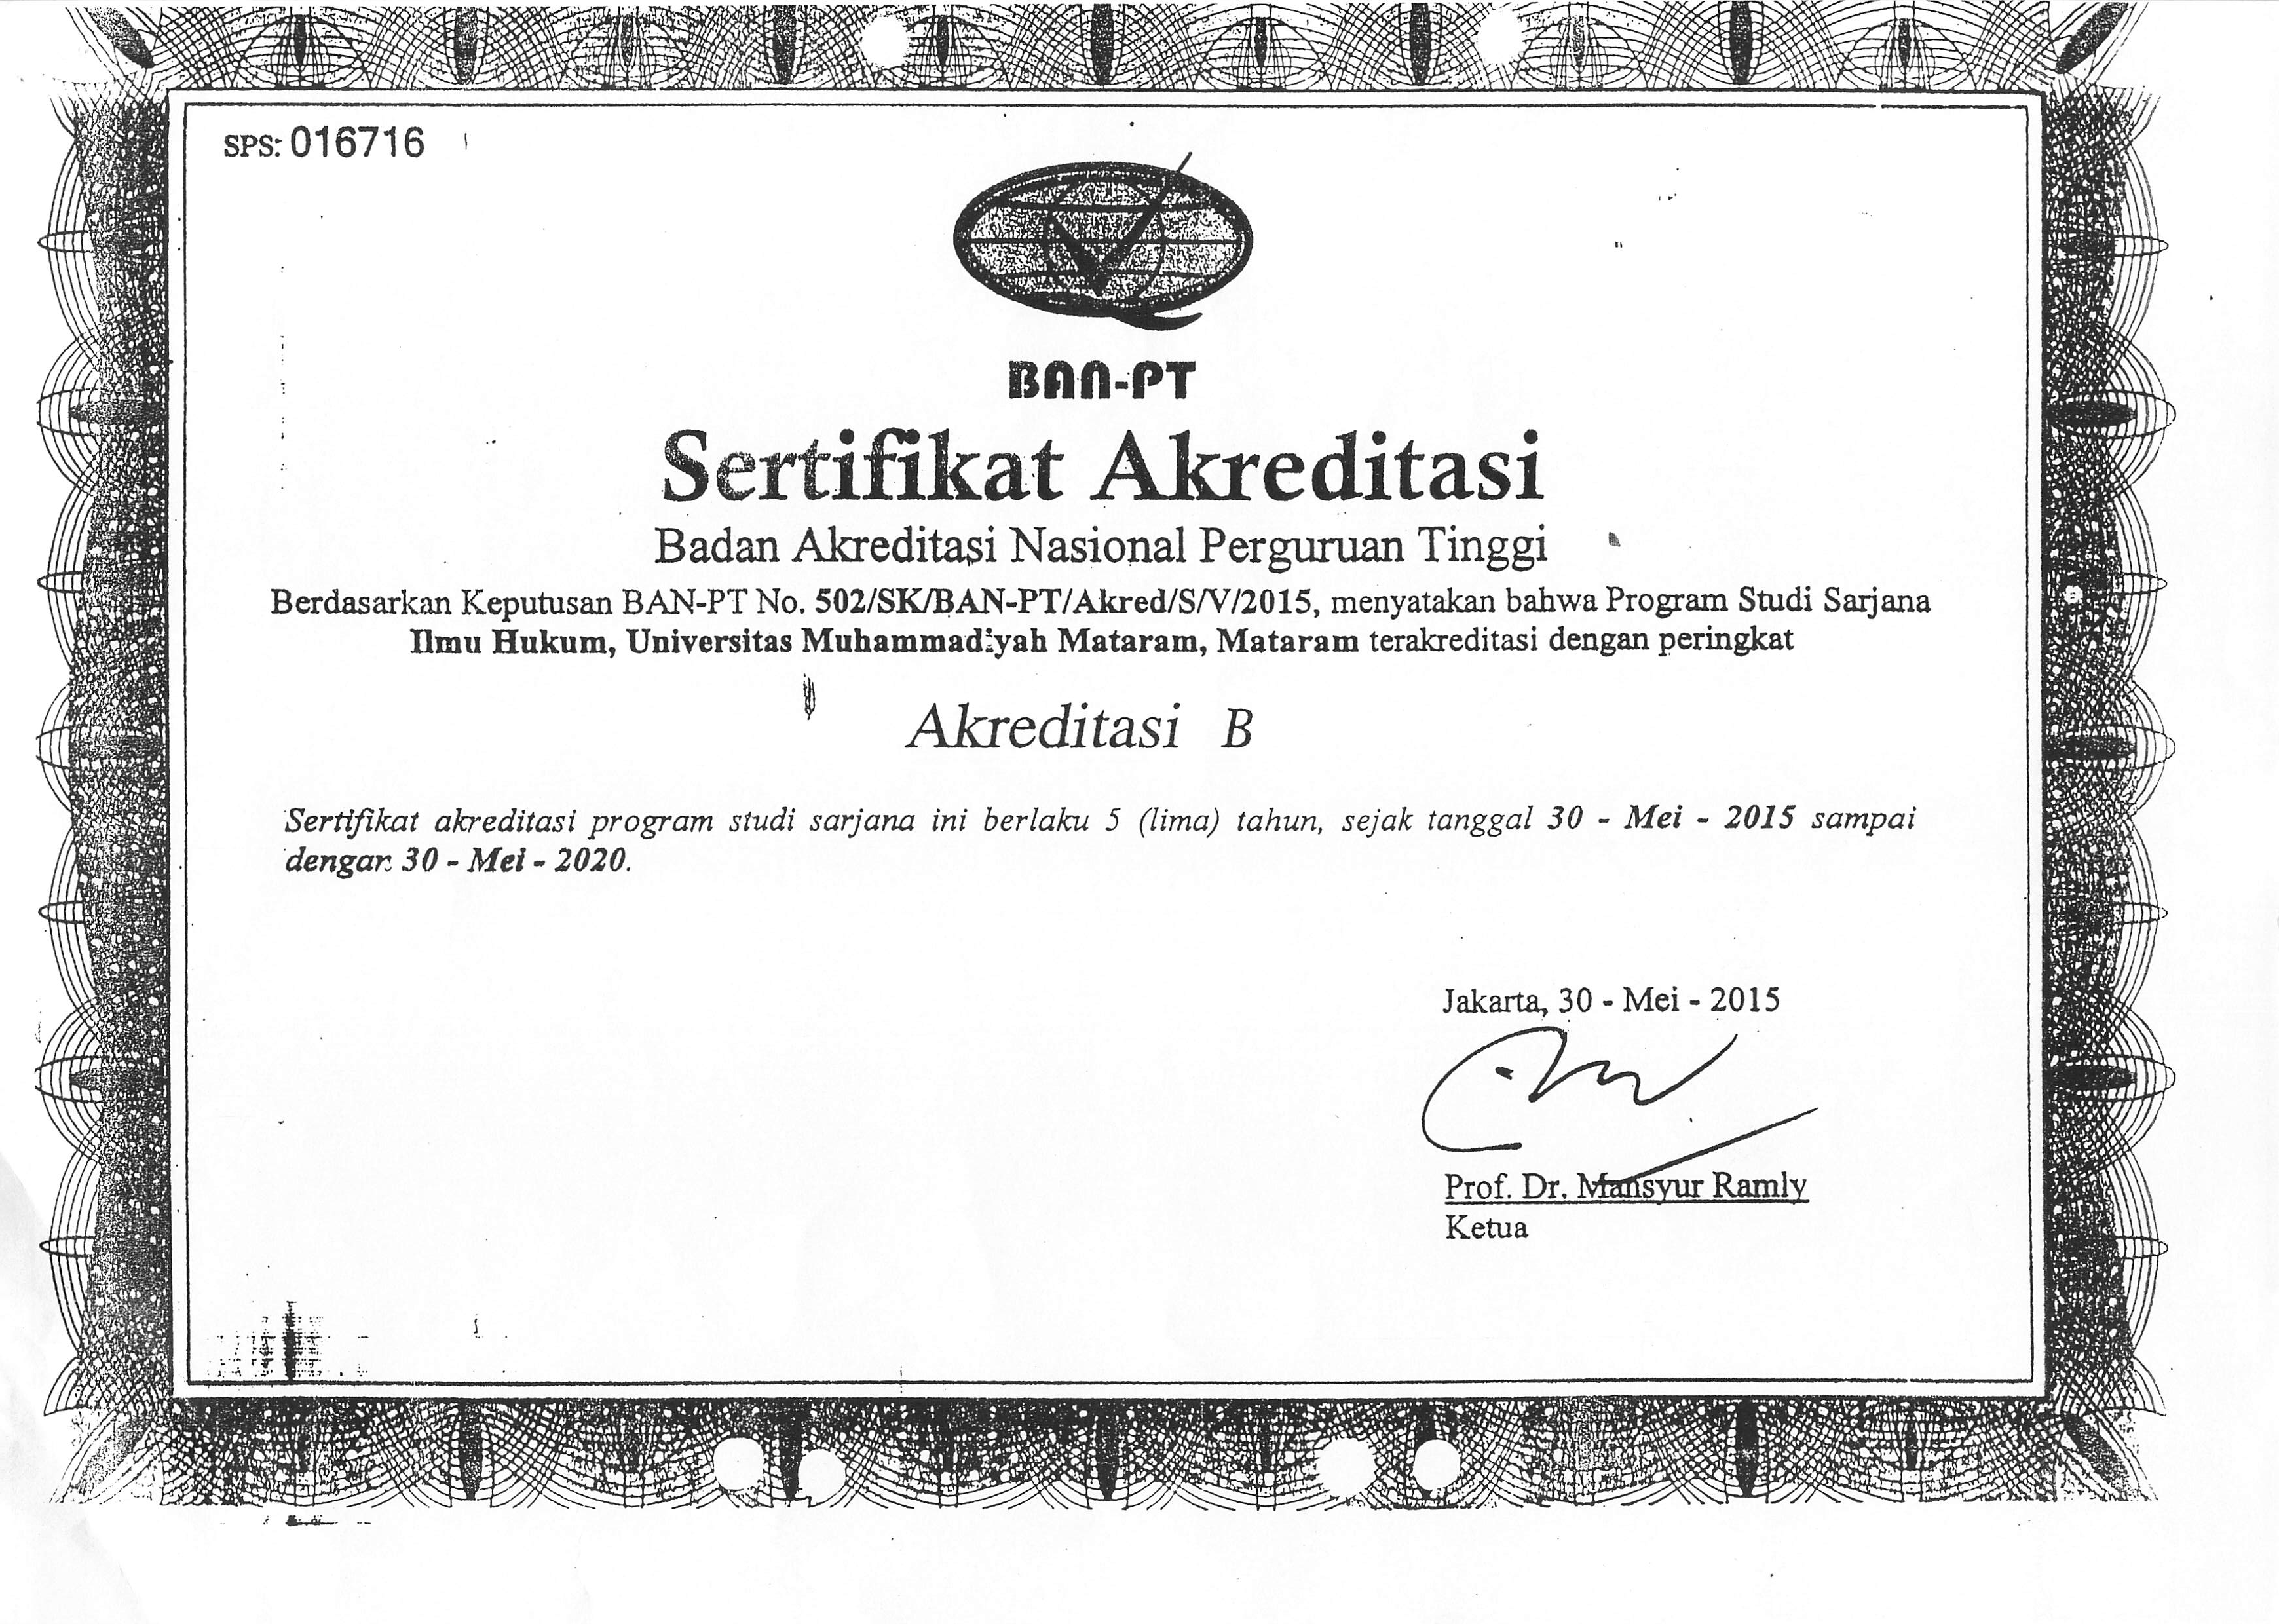 SPS: 016716
BAN-PT
Sertifikat Akreditasi
Badan Akreditasi Nasional Perguruan Tinggi
Berdasarkan Keputusan BAN-PT No. 502/SK/BAN-PT/Akred/S/V/2015, menyatakan bahwa Program Studi Sarjana
Ilmu Hukum, Universitas Muhammadiyah Mataram, Mataram terakreditasi dengan peringkat
Akreditasi B
Sertifikat akreditasi program studi sarjana ini berlaku 5 (lima) tahun, sejak tanggal 30 - Mei - 2015 sampai
dengan 30 - Mei - 2020.
Jakarta, 30 - Mei - 2015
Prof. Dr. Mansyur Ramly
Ketua